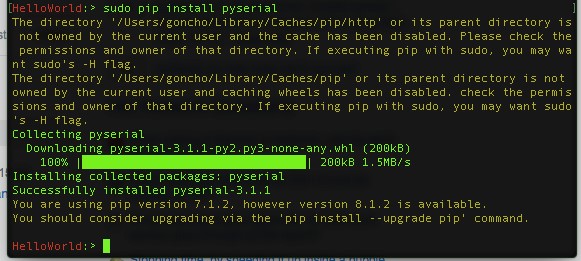 [HelloWorld:> sudo pip install pyserial ]
The directory '/Users/goncho/Library/Caches/pip/http' or its parent directory is
 not owned by the current user and the cache has been disabled. Please check the
 permissions and owner of that directory. If executing pip with sudo, you may wa
nt sudo's -H flag.
The directory '/Users/goncho/Library/Caches/pip' or its parent directory is not
owned by the current user and caching wheels has been disabled. check the permis
sions and owner of that directory. If executing pip with sudo, you may want sudo
's -H flag.
Collecting pyserial
  Downloading pyserial-3.1.1-py2.py3-none-any.whl (200kB)
    100% | | 200kB 1.5MB/s
Installing collected packages: pyserial
Successfully installed pyserial-3.1.1
You are using pip version 7.1.2, however version 8.1.2 is available.
You should consider upgrading via the 'pip install --upgrade pip' command.
HelloWorld:>